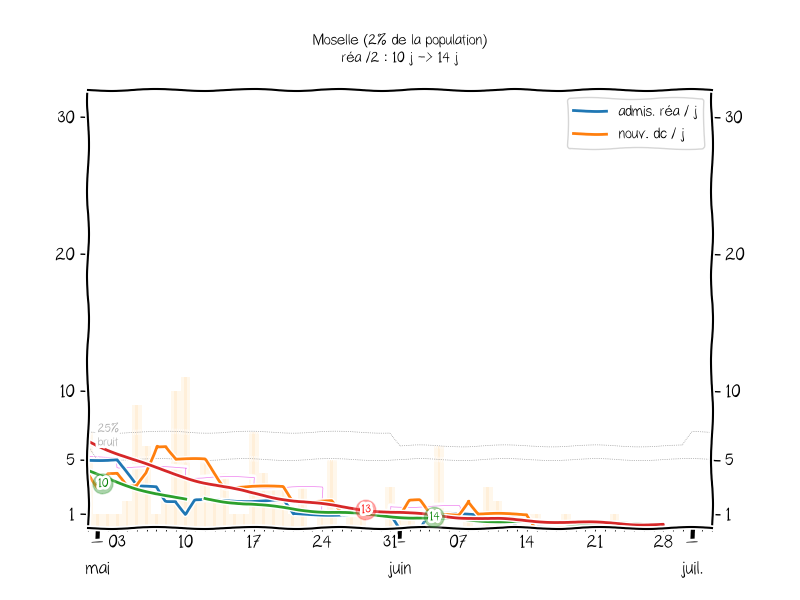 Moselle (2% de la population)
réa /2 : 10 j -> 14 j
admis. réa / j
nouv. dc / j
30
30
20
20
10
10
25%
bruit
5
5
10
13
14
1
1
03
10
17
24
31
07
14
21
28
mai
juin
juil.